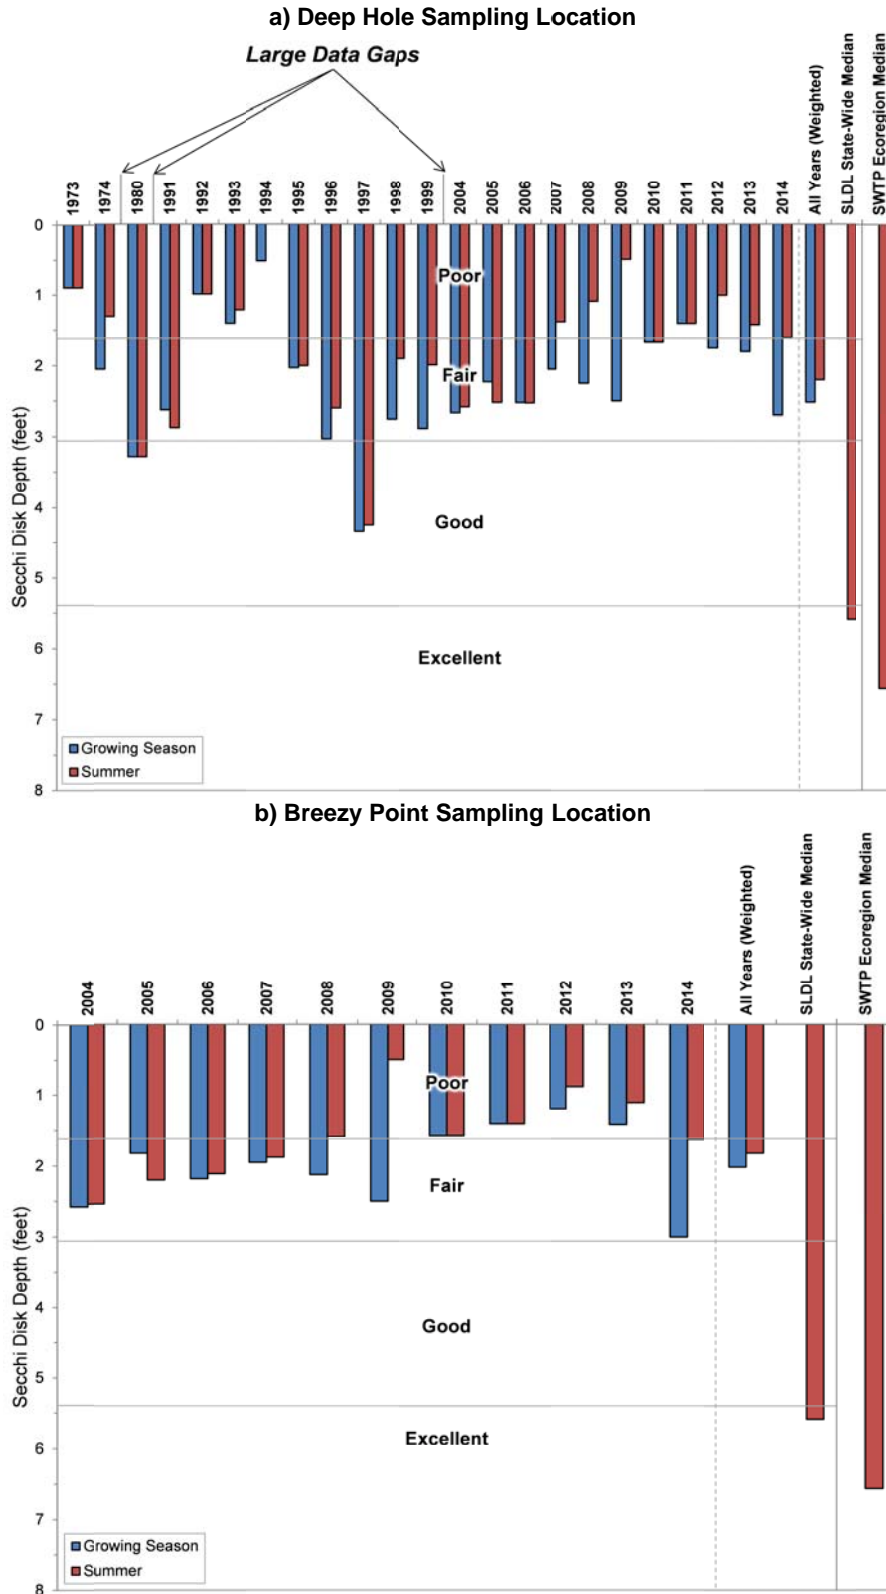 a) Deep Hole Sampling Location
Large Data Gaps
1973
1974
1980
1991
1992
1993
1994
1995
1996
1997
1998
1999
2004
2005
2006
2007
2008
2009
2010
2011
2012
2013
2014
All Years (Weighted)
SLDL State-Wide Median
SWTP Ecoregion Median
Secchi Disk Depth (feet)
0
1
2
3
4
5
6
7
8
Poor
Fair
Good
Excellent
Growing Season
Summer
b) Breezy Point Sampling Location
2004
2005
2006
2007
2008
2009
2010
2011
2012
2013
2014
All Years (Weighted)
SLDL State-Wide Median
SWTP Ecoregion Median
Secchi Disk Depth (feet)
0
1
2
3
4
5
6
7
8
Poor
Fair
Good
Excellent
Growing Season
Summer